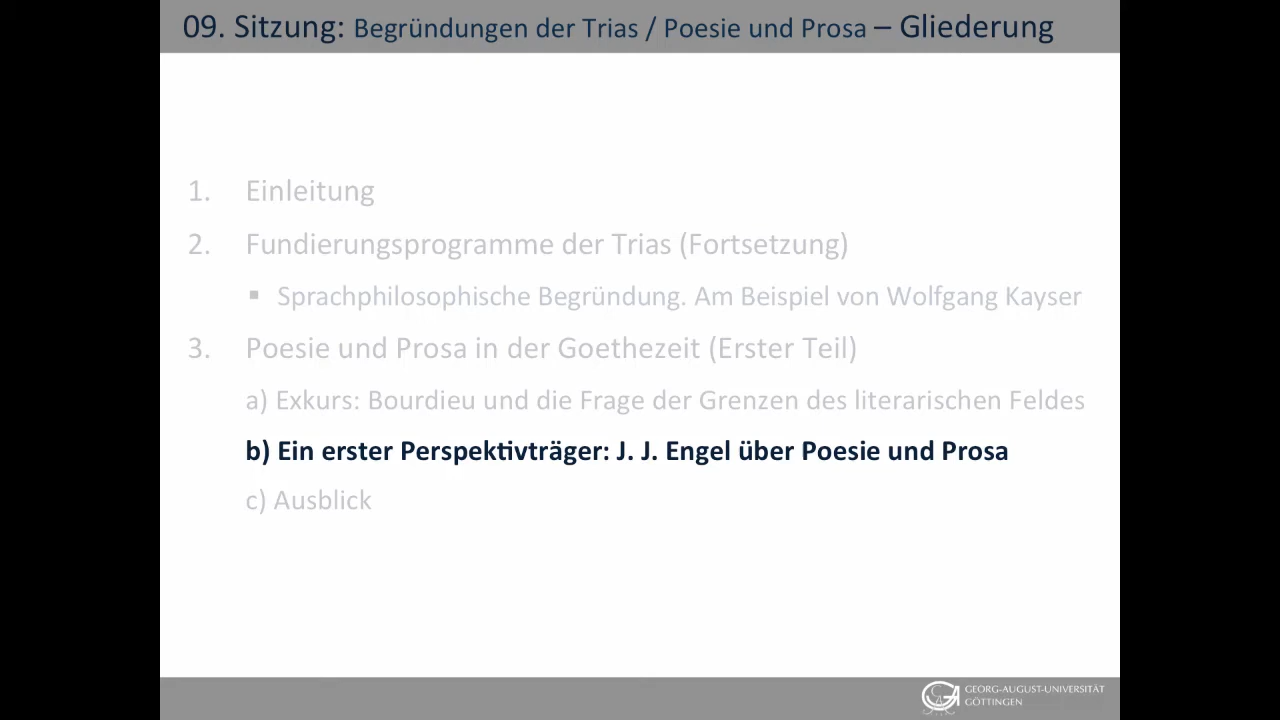 09. Sitzung: Begründungen der Trias / Poesie und Prosa – Gliederung
1. Einleitung
2. Fundierungsprogramme der Trias (Fortsetzung)
▪ Sprachphilosophische Begründung. Am Beispiel von Wolfgang Kayser
3. Poesie und Prosa in der Goethezeit (Erster Teil)
a) Exkurs: Bourdieu und die Frage der Grenzen des literarischen Feldes
b) Ein erster Perspektivträger: J. J. Engel über Poesie und Prosa
c) Ausblick
GEORG-AUGUST-UNIVERSITÄT
GÖTTINGEN